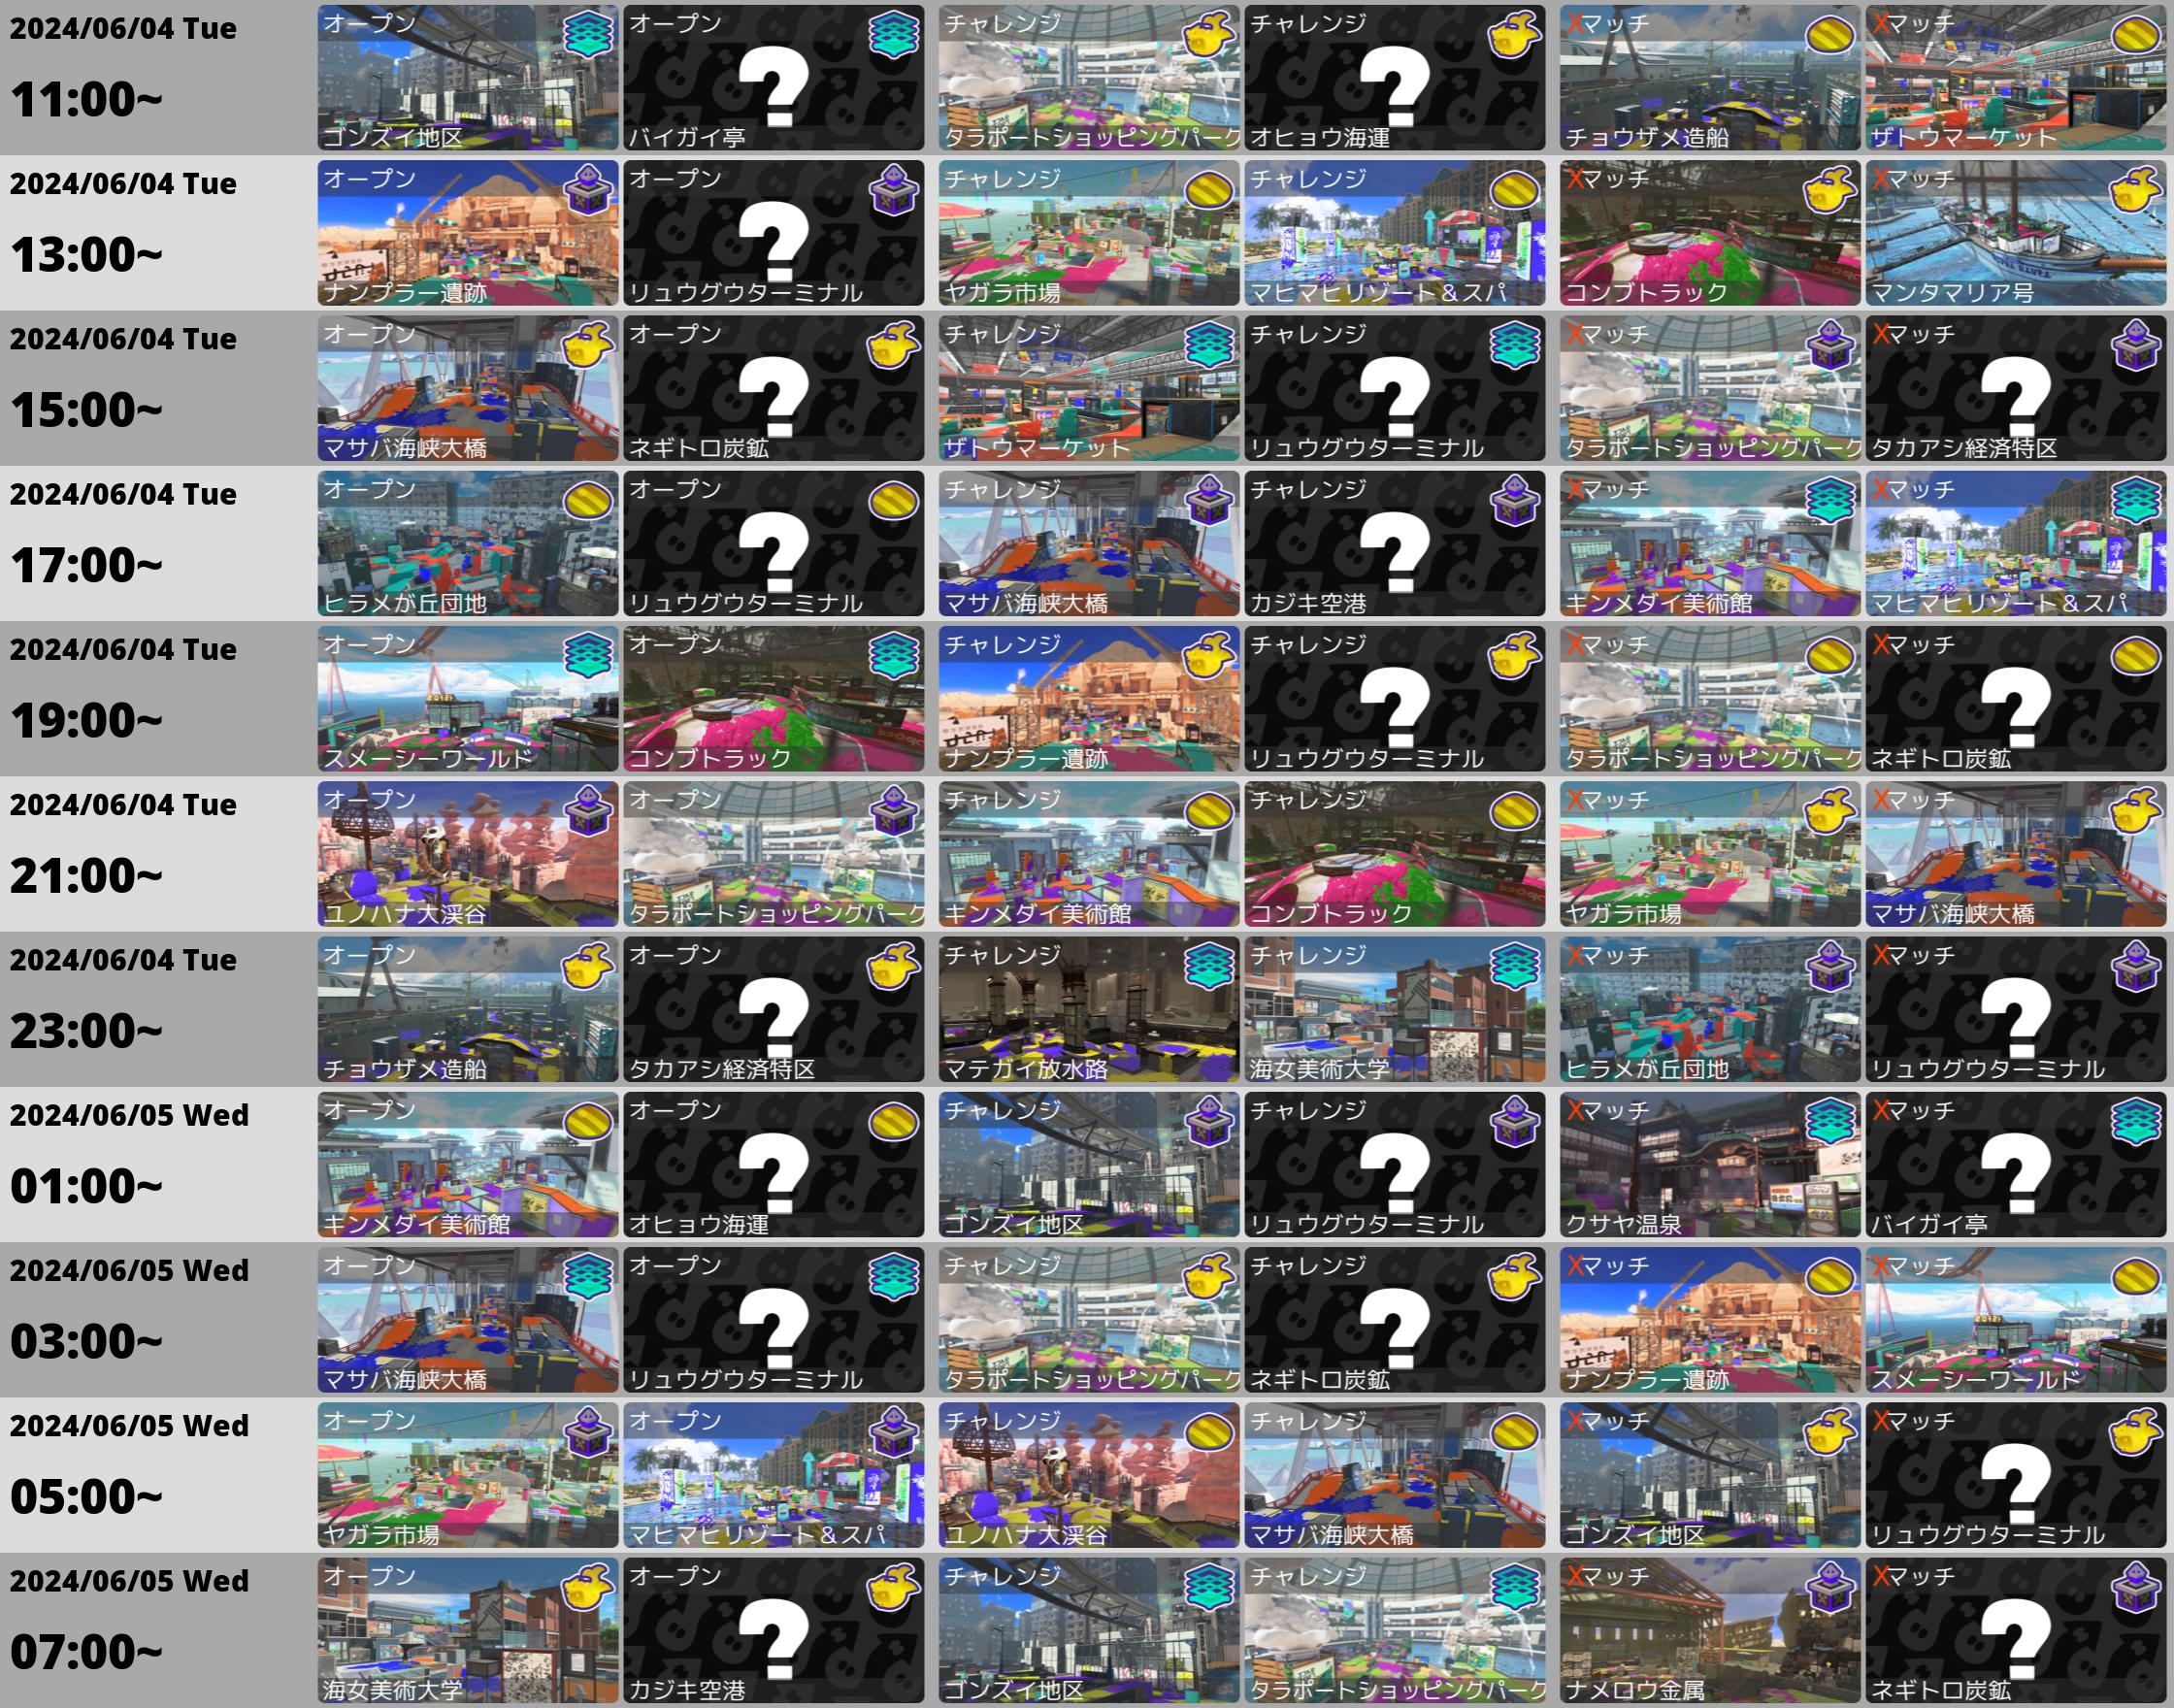 2024/06/04 Tue
11:00~
オープン
ゴンズイ地区
オープン
バイガイ亭
チャレンジ
タラポートショッピングパーク
チャレンジ
オヒョウ海運
Xマッチ
チョウザメ造船
Xマッチ
ザトウマーケット
2024/06/04 Tue
13:00~
オープン
ナンプラー遺跡
オープン
リュウグウターミナル
チャレンジ
ヤガラ市場
チャレンジ
マヒマヒリゾート＆スパ
Xマッチ
コンブトラック
Xマッチ
マンタマリア号
2024/06/04 Tue
15:00~
オープン
マサバ海峡大橋
オープン
ネギトロ炭鉱
チャレンジ
ザトウマーケット
チャレンジ
リュウグウターミナル
Xマッチ
タラポートショッピングパーク
Xマッチ
タカアシ経済特区
2024/06/04 Tue
17:00~
オープン
ヒラメが丘団地
オープン
リュウグウターミナル
チャレンジ
マサバ海峡大橋
チャレンジ
カジキ空港
Xマッチ
キンメダイ美術館
Xマッチ
マヒマヒリゾート＆スパ
2024/06/04 Tue
19:00~
オープン
スメーシーワールド
オープン
コンブトラック
チャレンジ
ナンプラー遺跡
チャレンジ
リュウグウターミナル
Xマッチ
タラポートショッピングパーク
Xマッチ
ネギトロ炭鉱
2024/06/04 Tue
21:00~
オープン
ユノハナ大渓谷
オープン
タラポートショッピングパーク
チャレンジ
キンメダイ美術館
チャレンジ
コンブトラック
Xマッチ
ヤガラ市場
Xマッチ
マサバ海峡大橋
2024/06/04 Tue
23:00~
オープン
チョウザメ造船
オープン
タカアシ経済特区
チャレンジ
マテガイ放水路
チャレンジ
海女美術大学
Xマッチ
ヒラメが丘団地
Xマッチ
リュウグウターミナル
2024/06/05 Wed
01:00~
オープン
キンメダイ美術館
オープン
オヒョウ海運
チャレンジ
ゴンズイ地区
チャレンジ
リュウグウターミナル
Xマッチ
クサヤ温泉
Xマッチ
バイガイ亭
2024/06/05 Wed
03:00~
オープン
マサバ海峡大橋
オープン
リュウグウターミナル
チャレンジ
タラポートショッピングパーク
チャレンジ
ネギトロ炭鉱
Xマッチ
ナンプラー遺跡
Xマッチ
スメーシーワールド
2024/06/05 Wed
05:00~
オープン
ヤガラ市場
オープン
マヒマヒリゾート＆スパ
チャレンジ
ユノハナ大渓谷
チャレンジ
マサバ海峡大橋
Xマッチ
ゴンズイ地区
Xマッチ
リュウグウターミナル
2024/06/05 Wed
07:00~
オープン
海女美術大学
オープン
カジキ空港
チャレンジ
ゴンズイ地区
チャレンジ
タラポートショッピングパーク
Xマッチ
ナメロウ金属
Xマッチ
ネギトロ炭鉱